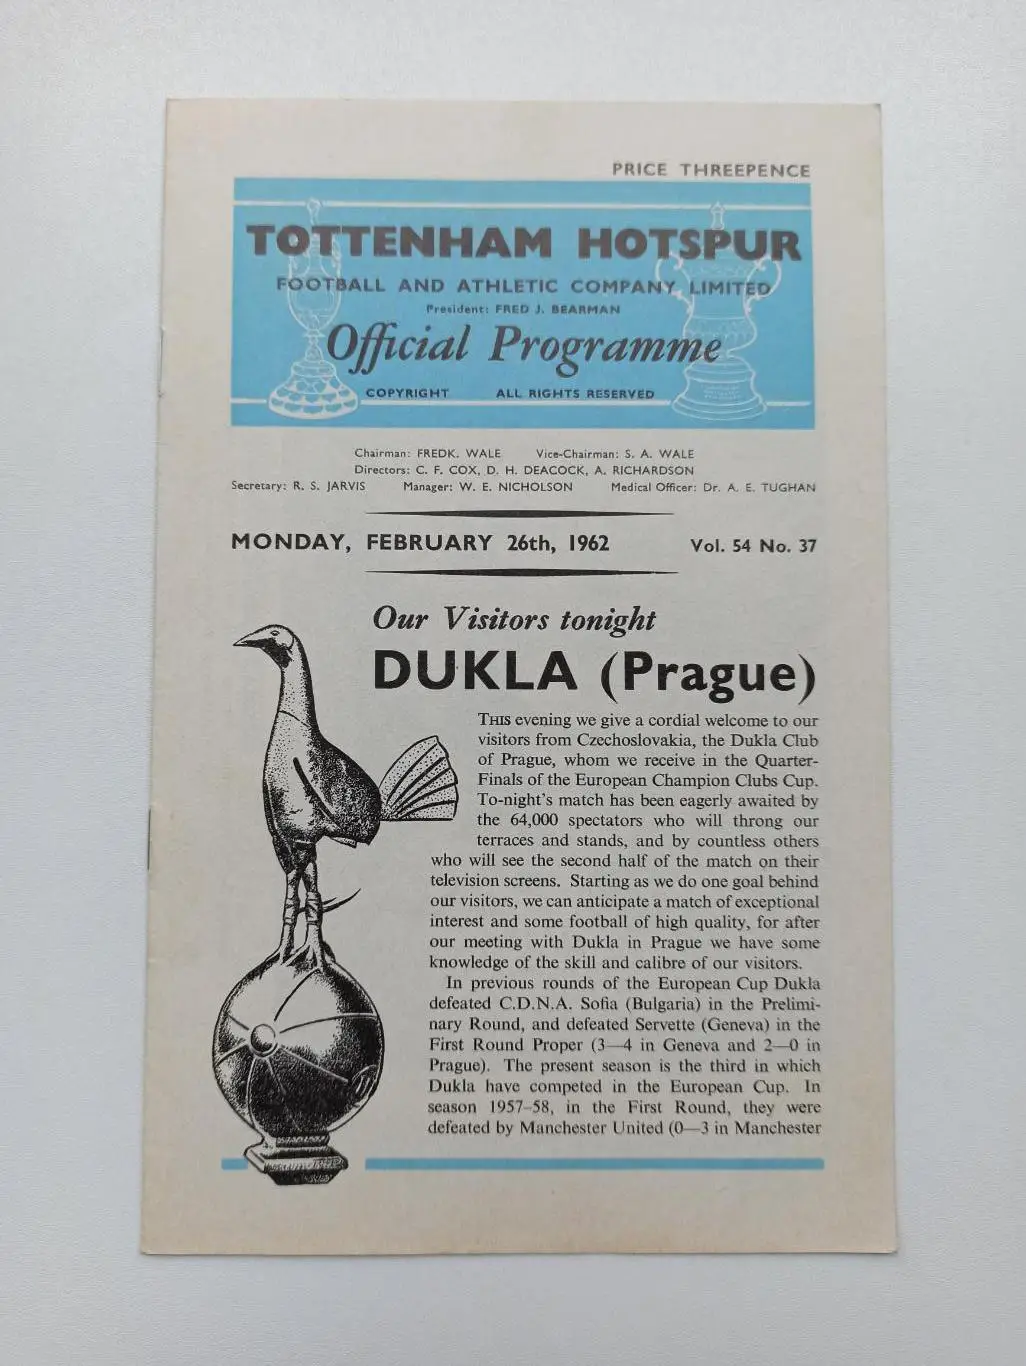 PRICE THREEPENCE
TOTTENHAM HOTSPUR
FOOTBALL AND ATHLETIC COMPANY LIMITED
President: FRED J. BEARMAN
Official Programme
COPYRIGHT ALL RIGHTS RESERVED
Chairman: FREDK. WALE Vice-Chairman: S. A. WALE
Directors: C. F. COX, D. H. DEACOCK, A. RICHARDSON
Secretary: R. S. JARVIS Manager: W. E. NICHOLSON Medical Officer: Dr. A. E. TUGHAN
MONDAY, FEBRUARY 26th, 1962 Vol. 54 No. 37
Our Visitors tonight
DUKLA (Prague)
THIS evening we give a cordial welcome to our
visitors from Czechoslovakia, the Dukla Club
of Prague, whom we receive in the Quarter-
Finals of the European Champion Clubs Cup.
To-night's match has been eagerly awaited by
the 64,000 spectators who will throng our
terraces and stands, and by countless others
who will see the second half of the match on their
television screens. Starting as we do one goal behind
our visitors, we can anticipate a match of exceptional
interest and some football of high quality, for after
our meeting with Dukla in Prague we have some
knowledge of the skill and calibre of our visitors.
In previous rounds of the European Cup Dukla
defeated C.D.N.A. Sofia (Bulgaria) in the Prelimi-
nary Round, and defeated Servette (Geneva) in the
First Round Proper (3—4 in Geneva and 2—0 in
Prague). The present season is the third in which
Dukla have competed in the European Cup. In
season 1957-58, in the First Round, they were
defeated by Manchester United (0—3 in Manchester